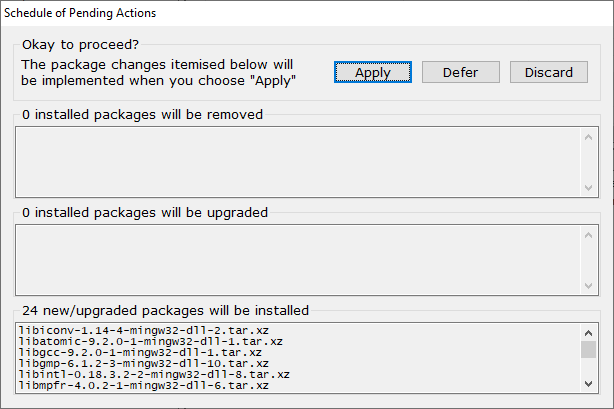 Schedule of Pending Actions
Okay to proceed?
The package changes itemised below will
be implemented when you choose "Apply"
Apply
Defer
Discard
0 installed packages will be removed
0 installed packages will be upgraded
24 new/upgraded packages will be installed
libiconv-1.14-4-mingw32-dll-2.tar.xz
libatomic-9.2.0-1-mingw32-dll-1.tar.xz
libgcc-9.2.0-1-mingw32-dll-1.tar.xz
libgmp-6.1.2-3-mingw32-dll-10.tar.xz
libintl-0.18.3.2-2-mingw32-dll-8.tar.xz
libmpfr-4.0.2-1-mingw32-dll-6.tar.xz